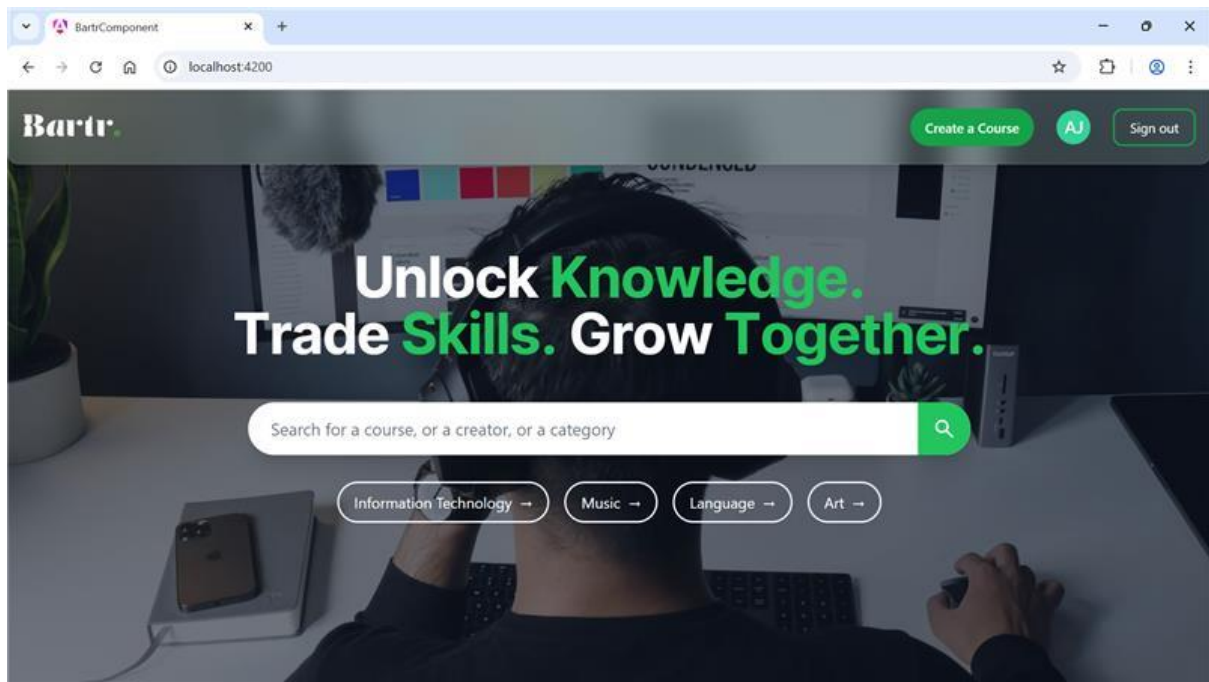 BartrComponent
localhost:4200
Bartr.
Create a Course
AJ
Sign out
CONDENSED
Unlock Knowledge.
Trade Skills. Grow Together.
Search for a course, or a creator, or a category
Information Technology →
Music →
Language →
Art →